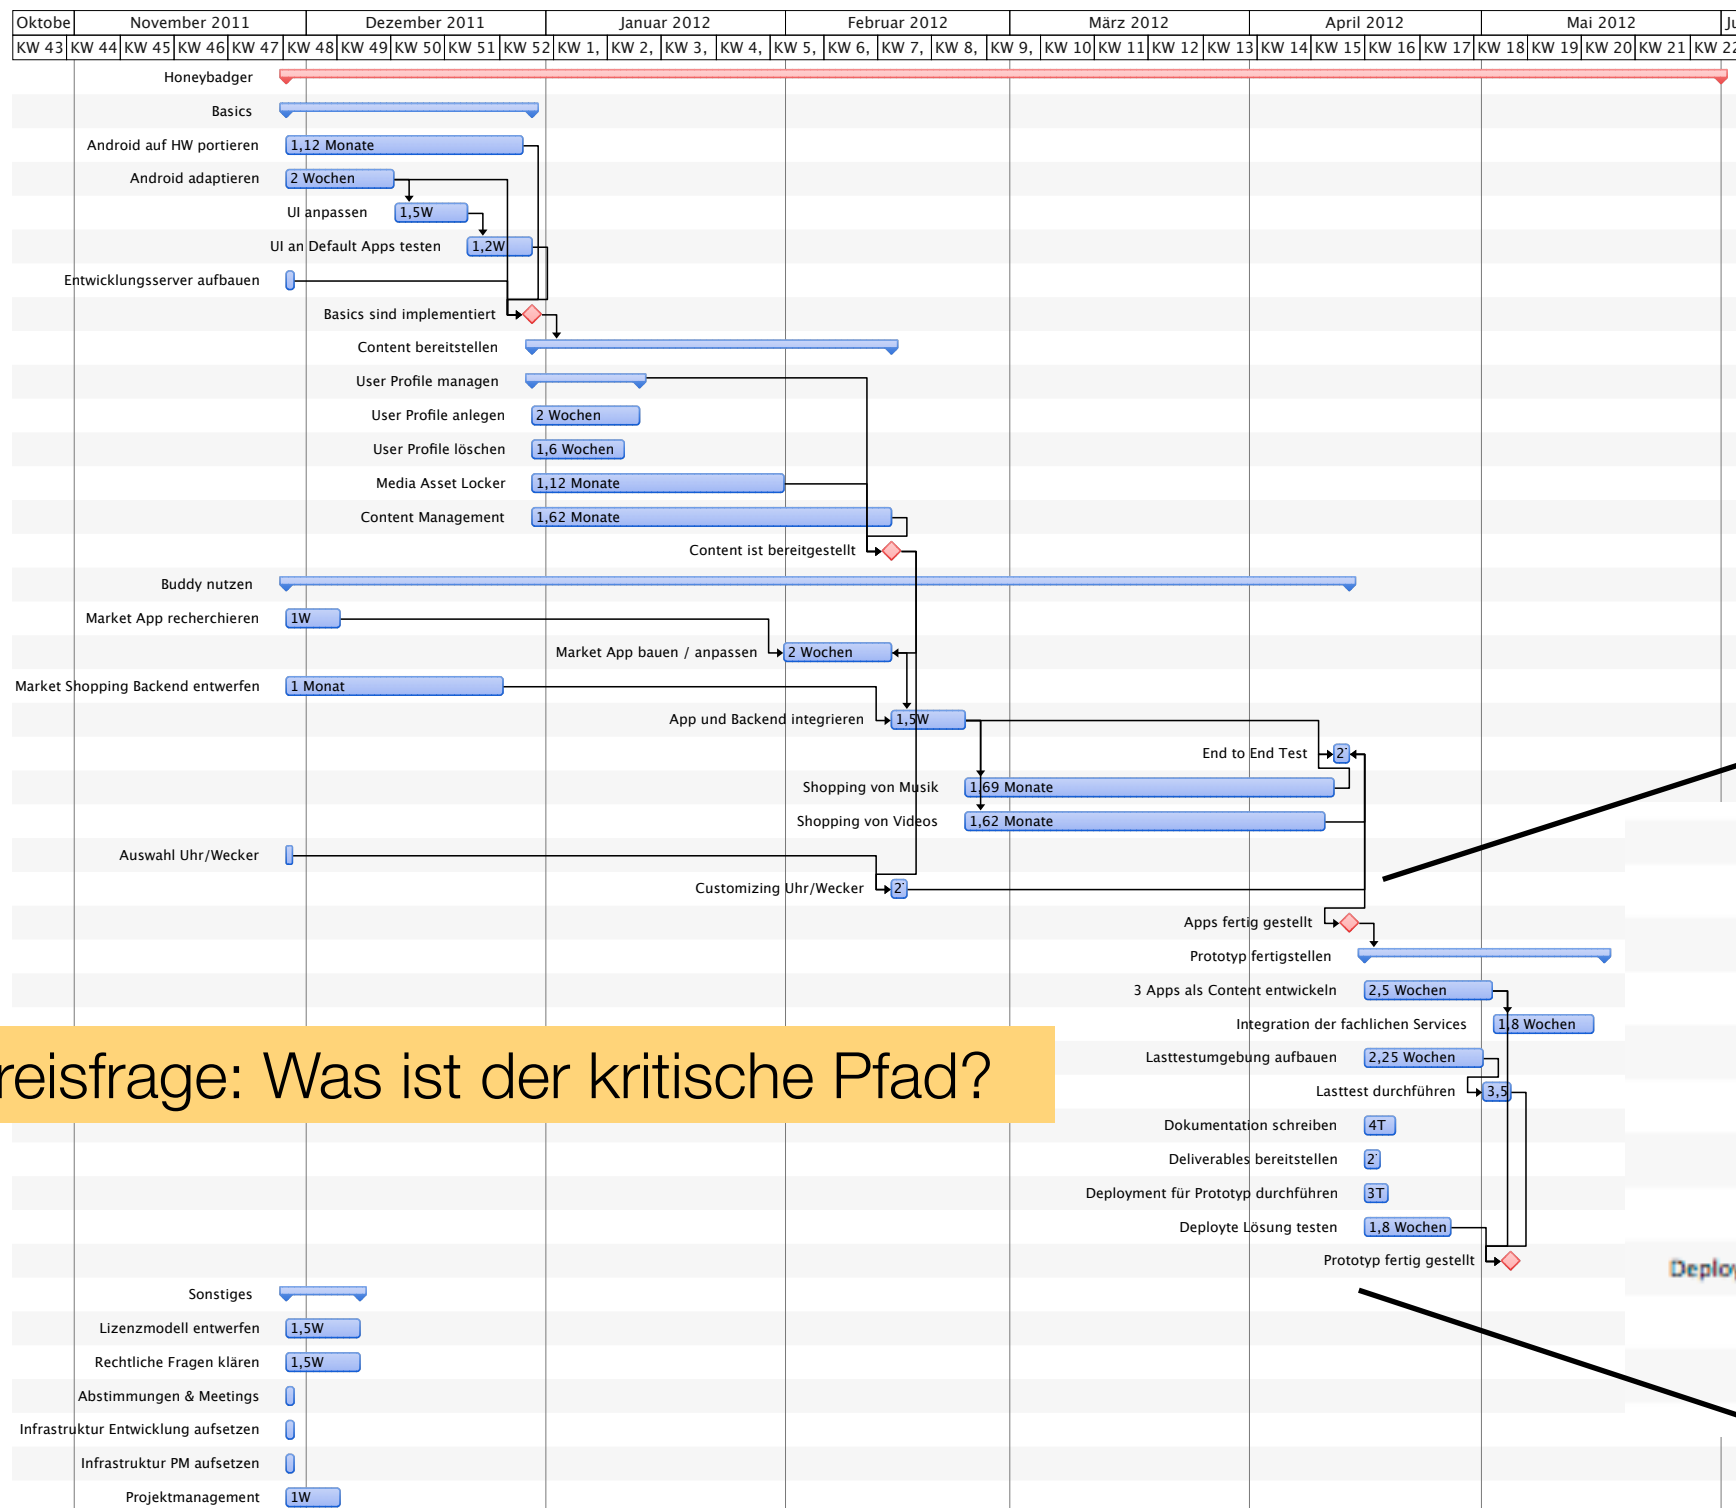 Oktobe November 2011 Dezember 2011 Januar 2012 Februar 2012 März 2012 April 2012 Mai 2012
KW 43 KW 44 KW 45 KW 46 KW 47 KW 48 KW 49 KW 50 KW 51 KW 52 KW 1, KW 2, KW 3, KW 4, KW 5, KW 6, KW 7, KW 8, KW 9, KW 10 KW 11 KW 12 KW 13 KW 14 KW 15 KW 16 KW 17 KW 18 KW 19 KW 20 KW 21 KW 22
Honeybadger
Basics
Android auf HW portieren 1,12 Monate
Android adaptieren 2 Wochen
UI anpassen 1,5W
UI an Default Apps testen 1,2W
Entwicklungsserver aufbauen
Basics sind implementiert
Content bereitstellen
User Profile managen
User Profile anlegen 2 Wochen
User Profile löschen 1,6 Wochen
Media Asset Locker 1,12 Monate
Content Management 1,62 Monate
Content ist bereitgestellt
Buddy nutzen
Market App recherchieren 1W
Market App bauen / anpassen 2 Wochen
Market Shopping Backend entwerfen 1 Monat
App und Backend integrieren 1,5W
End to End Test 2
Shopping von Musik 1,69 Monate
Shopping von Videos 1,62 Monate
Auswahl Uhr/Wecker
Customizing Uhr/Wecker 2
Apps fertig gestellt
Prototyp fertigstellen
3 Apps als Content entwickeln 2,5 Wochen
Integration der fachlichen Services 1,8 Wochen
reisfrage: Was ist der kritische Pfad?
Lasttestumgebung aufbauen 2,25 Wochen
Lasttest durchführen 3,5
Dokumentation schreiben 4T
Deliverables bereitstellen 2
Deployment für Prototyp durchführen 3T
Deployte Lösung testen 1,8 Wochen
Prototyp fertig gestellt
Deploy
Sonstiges
Lizenzmodell entwerfen 1,5W
Rechtliche Fragen klären 1,5W
Abstimmungen & Meetings
Infrastruktur Entwicklung aufsetzen
Infrastruktur PM aufsetzen
Projektmanagement 1W